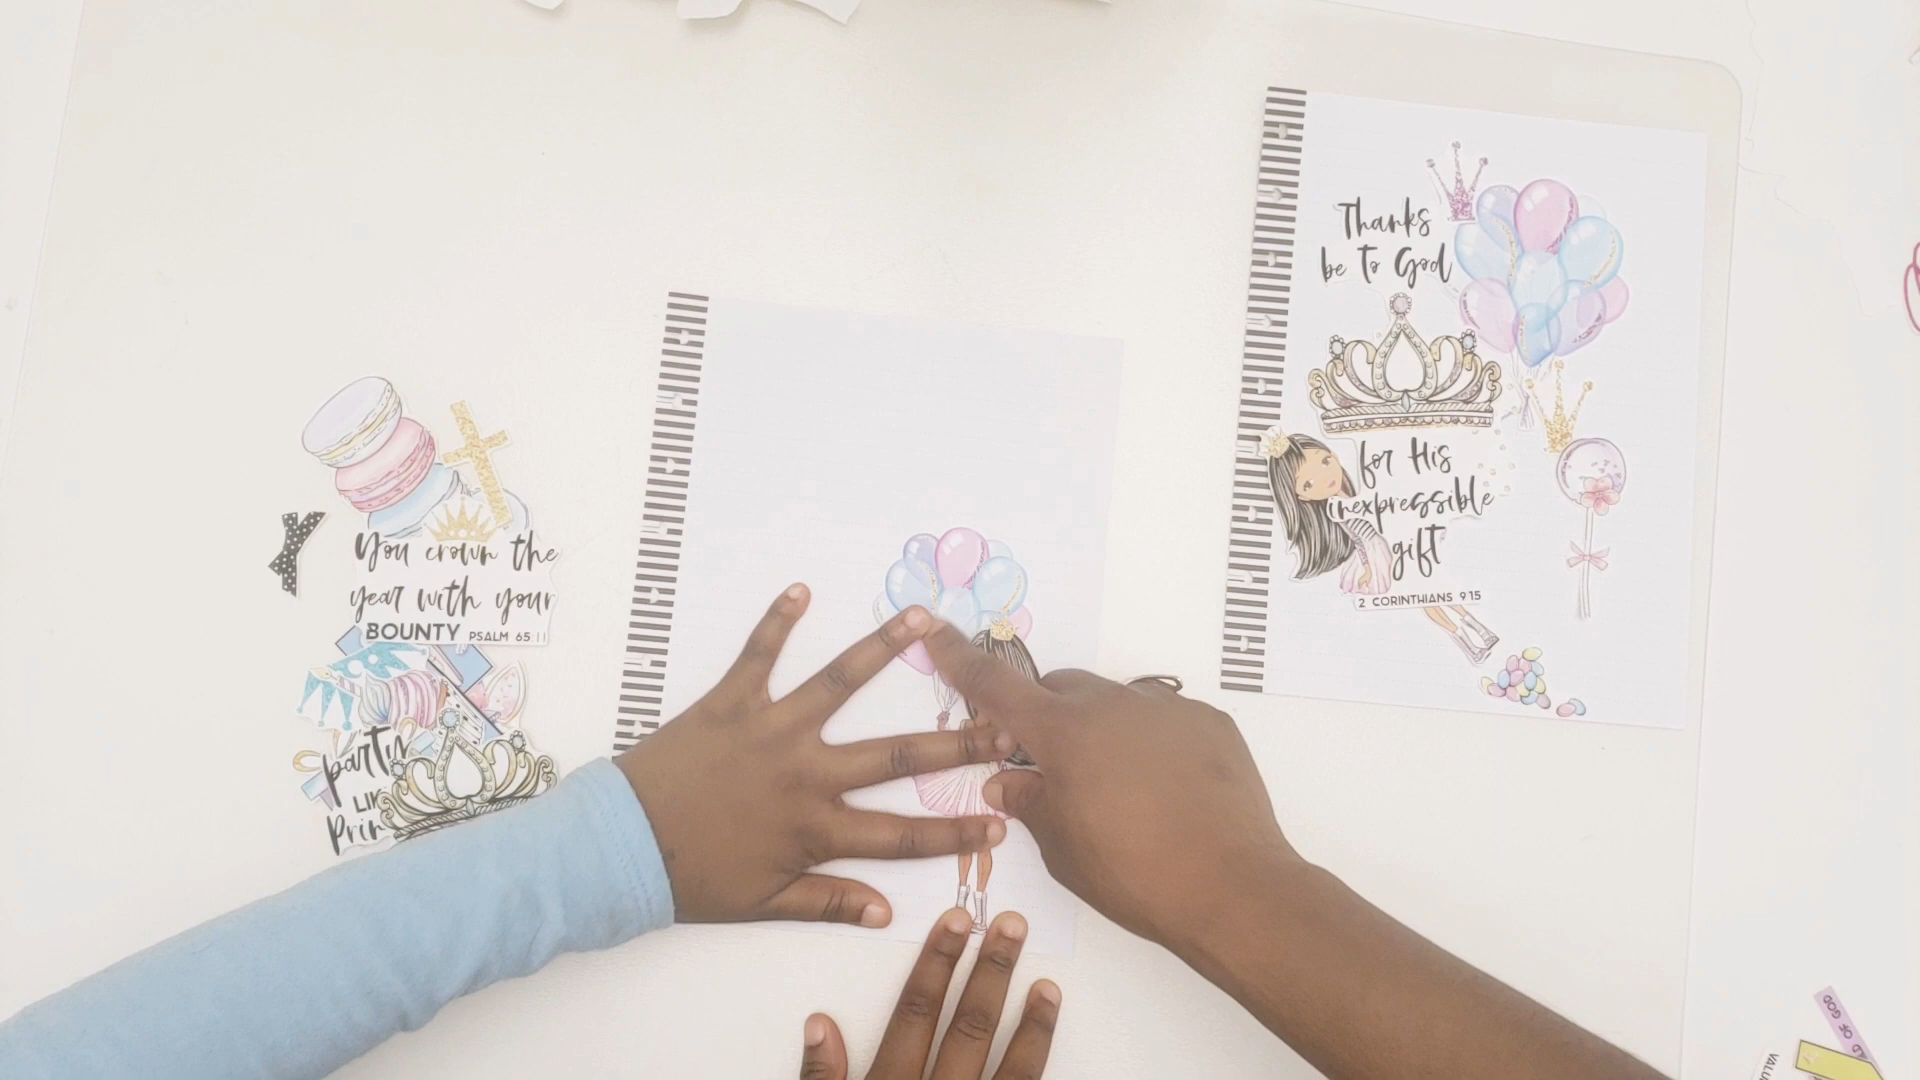 You crown the
year with your
BOUNTY PSALM 65:11
party
Thanks
be to God
for His
inexpressible
gift
2 CORINTHIANS 9:15